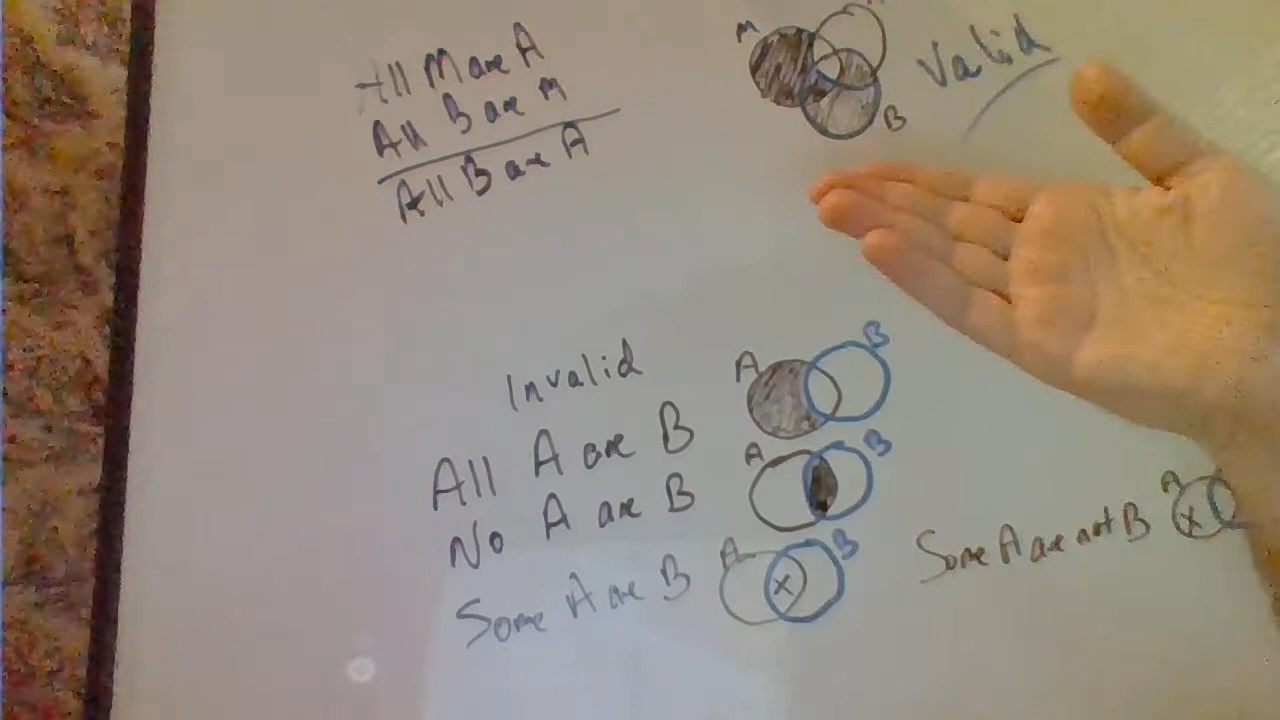 All M are A
All B are M
All B are A
M
B
Valid
Invalid
All A are B
A B
No A are B
A B
Some A are B
A B
x
Some A are not B
A
x